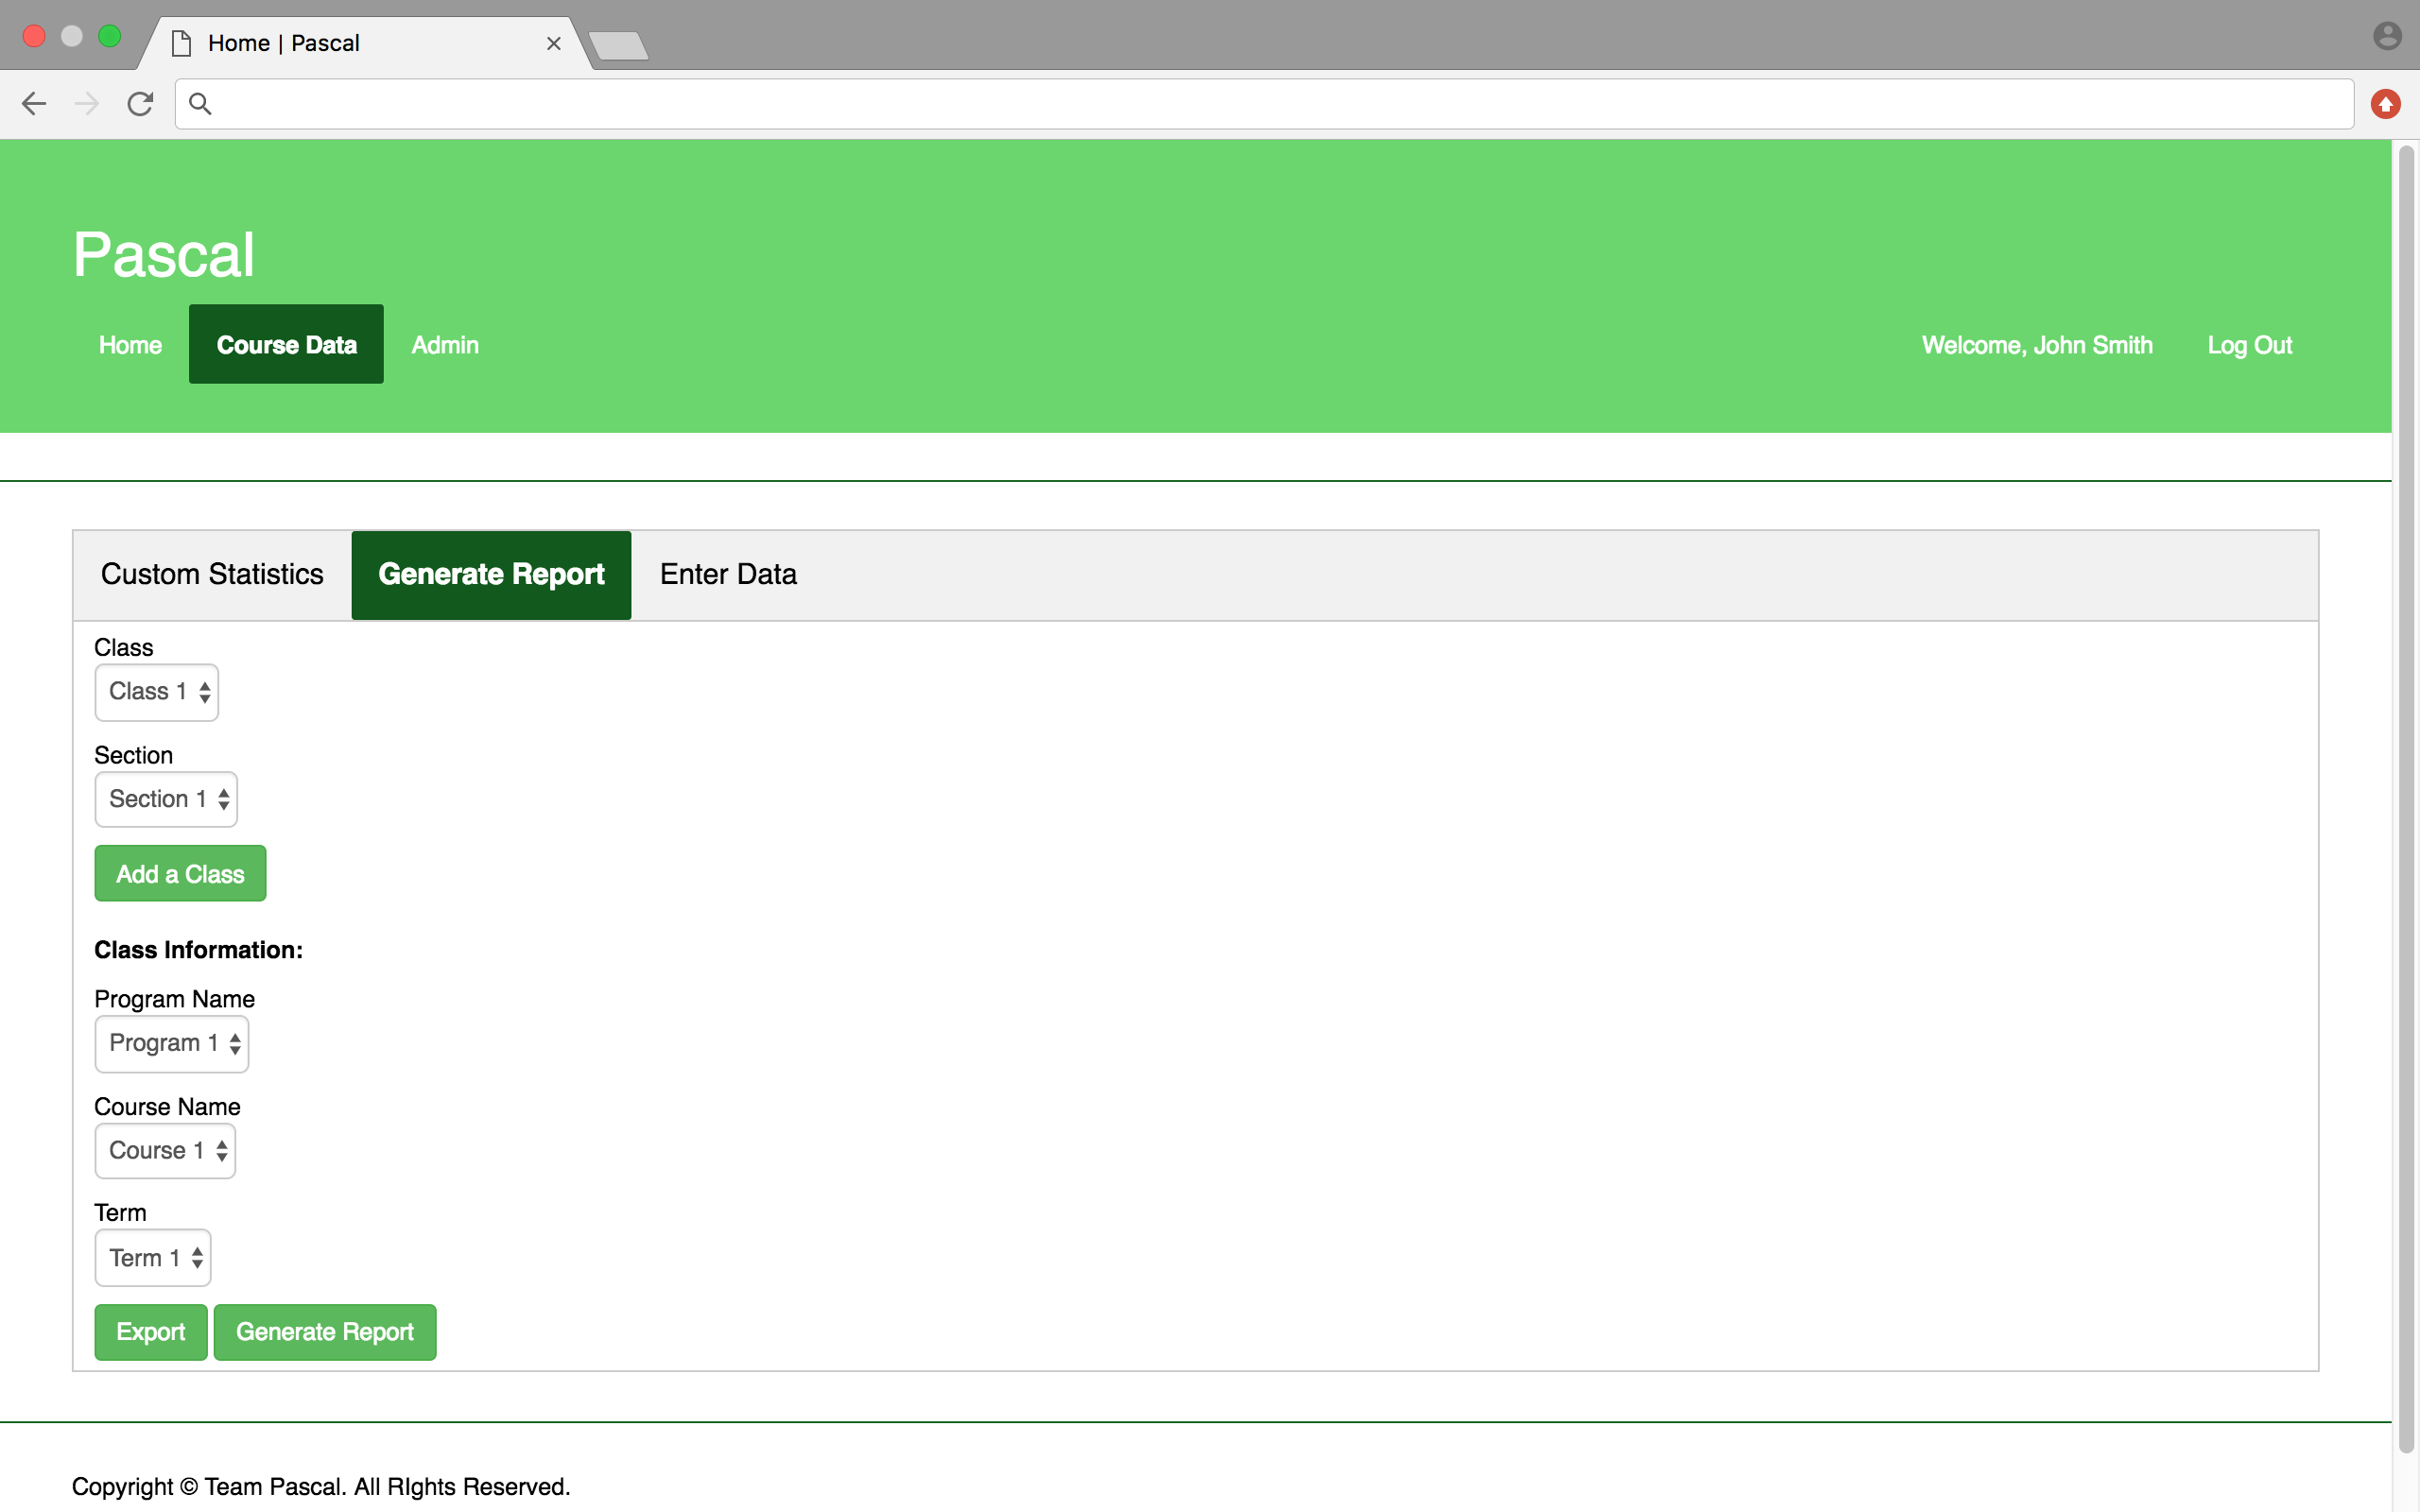 Home | Pascal
Pascal
Home Course Data Admin Welcome, John Smith Log Out
Custom Statistics Generate Report Enter Data
Class
Class 1
Section
Section 1
Add a Class
Class Information:
Program Name
Program 1
Course Name
Course 1
Term
Term 1
Export Generate Report
Copyright © Team Pascal. All RIghts Reserved.